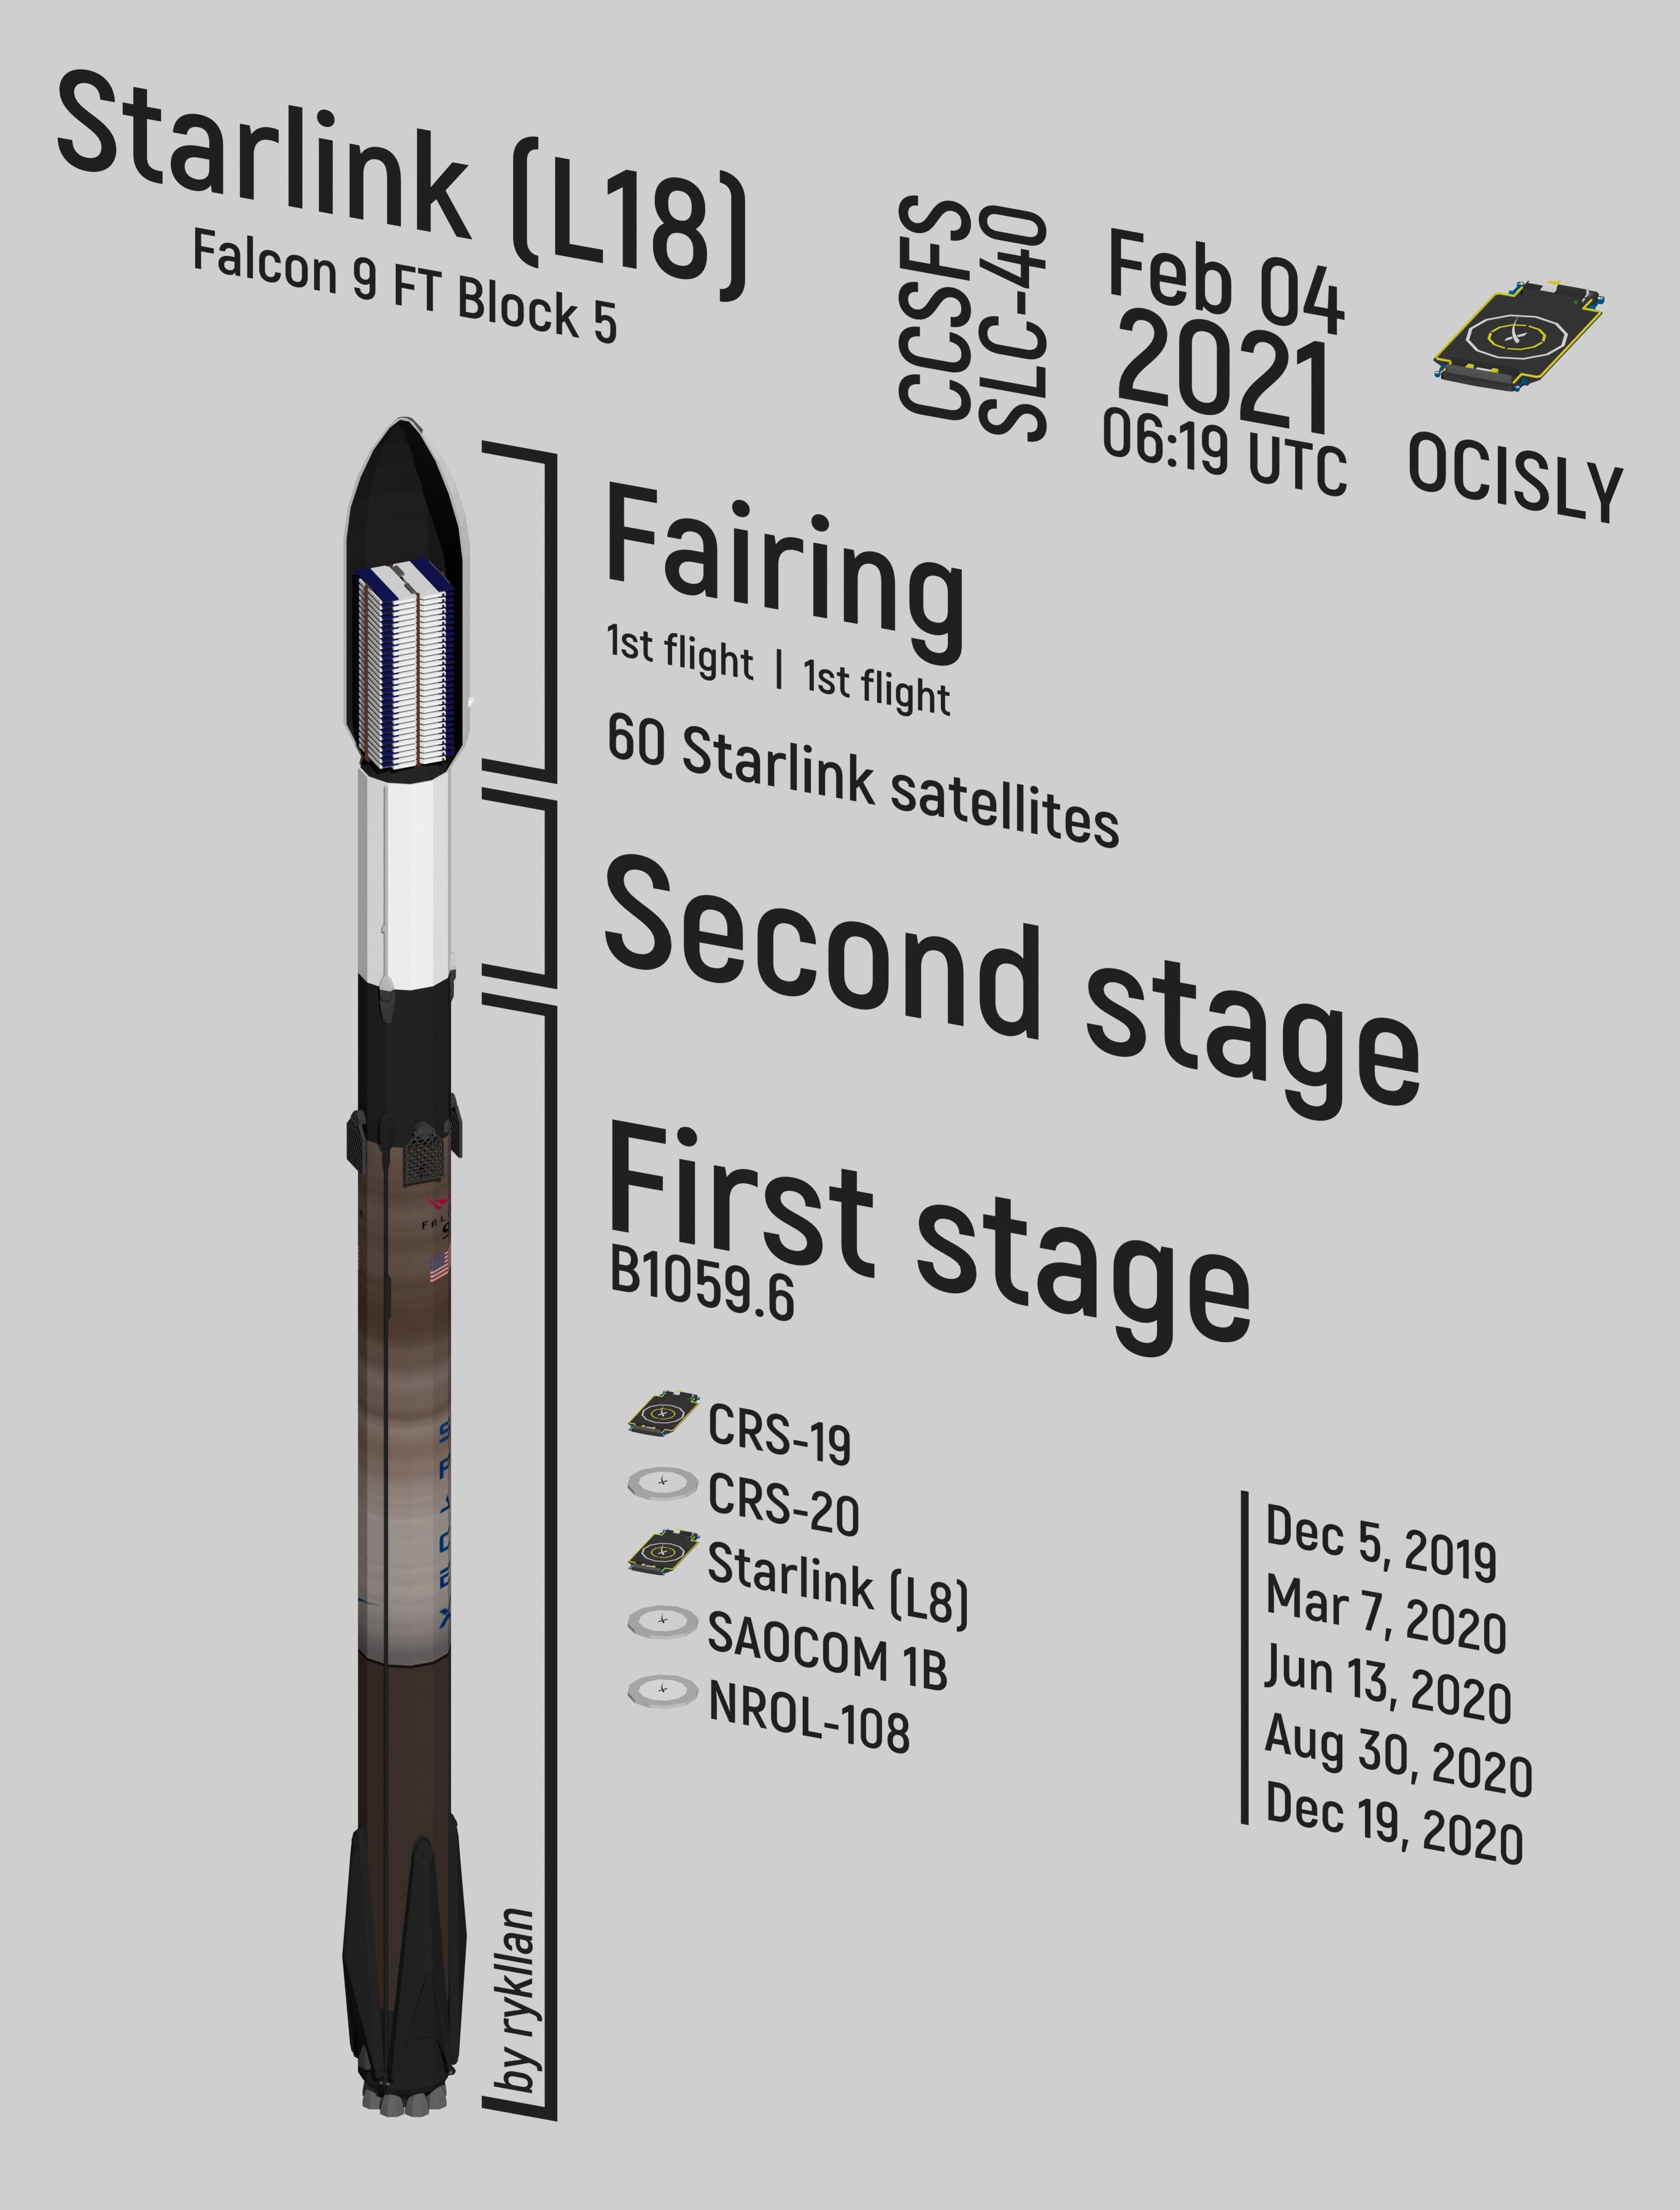 Starlink (L18)
Falcon 9 FT Block 5
CCSFS
SLC-40
Feb 04
2021
06:19 UTC
OCISLY
Fairing
1st flight | 1st flight
60 Starlink satellites
Second stage
First stage
B1059.6
CRS-19
CRS-20
Starlink (L8)
SAOCOM 1B
NROL-108
Dec 5, 2019
Mar 7, 2020
Jun 13, 2020
Aug 30, 2020
Dec 19, 2020
by rykllan